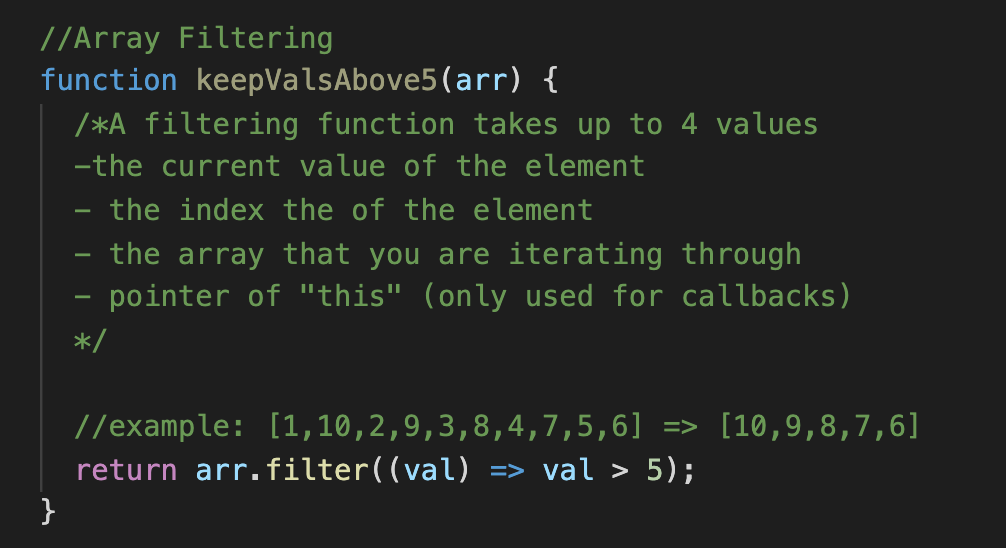 //Array Filtering
function keepValsAbove5(arr) {
/*A filtering function takes up to 4 values
-the current value of the element
- the index the of the element
- the array that you are iterating through
- pointer of "this" (only used for callbacks)
*/
//example: [1,10,2,9,3,8,4,7,5,6] => [10,9,8,7,6]
return arr.filter((val) => val > 5);
}